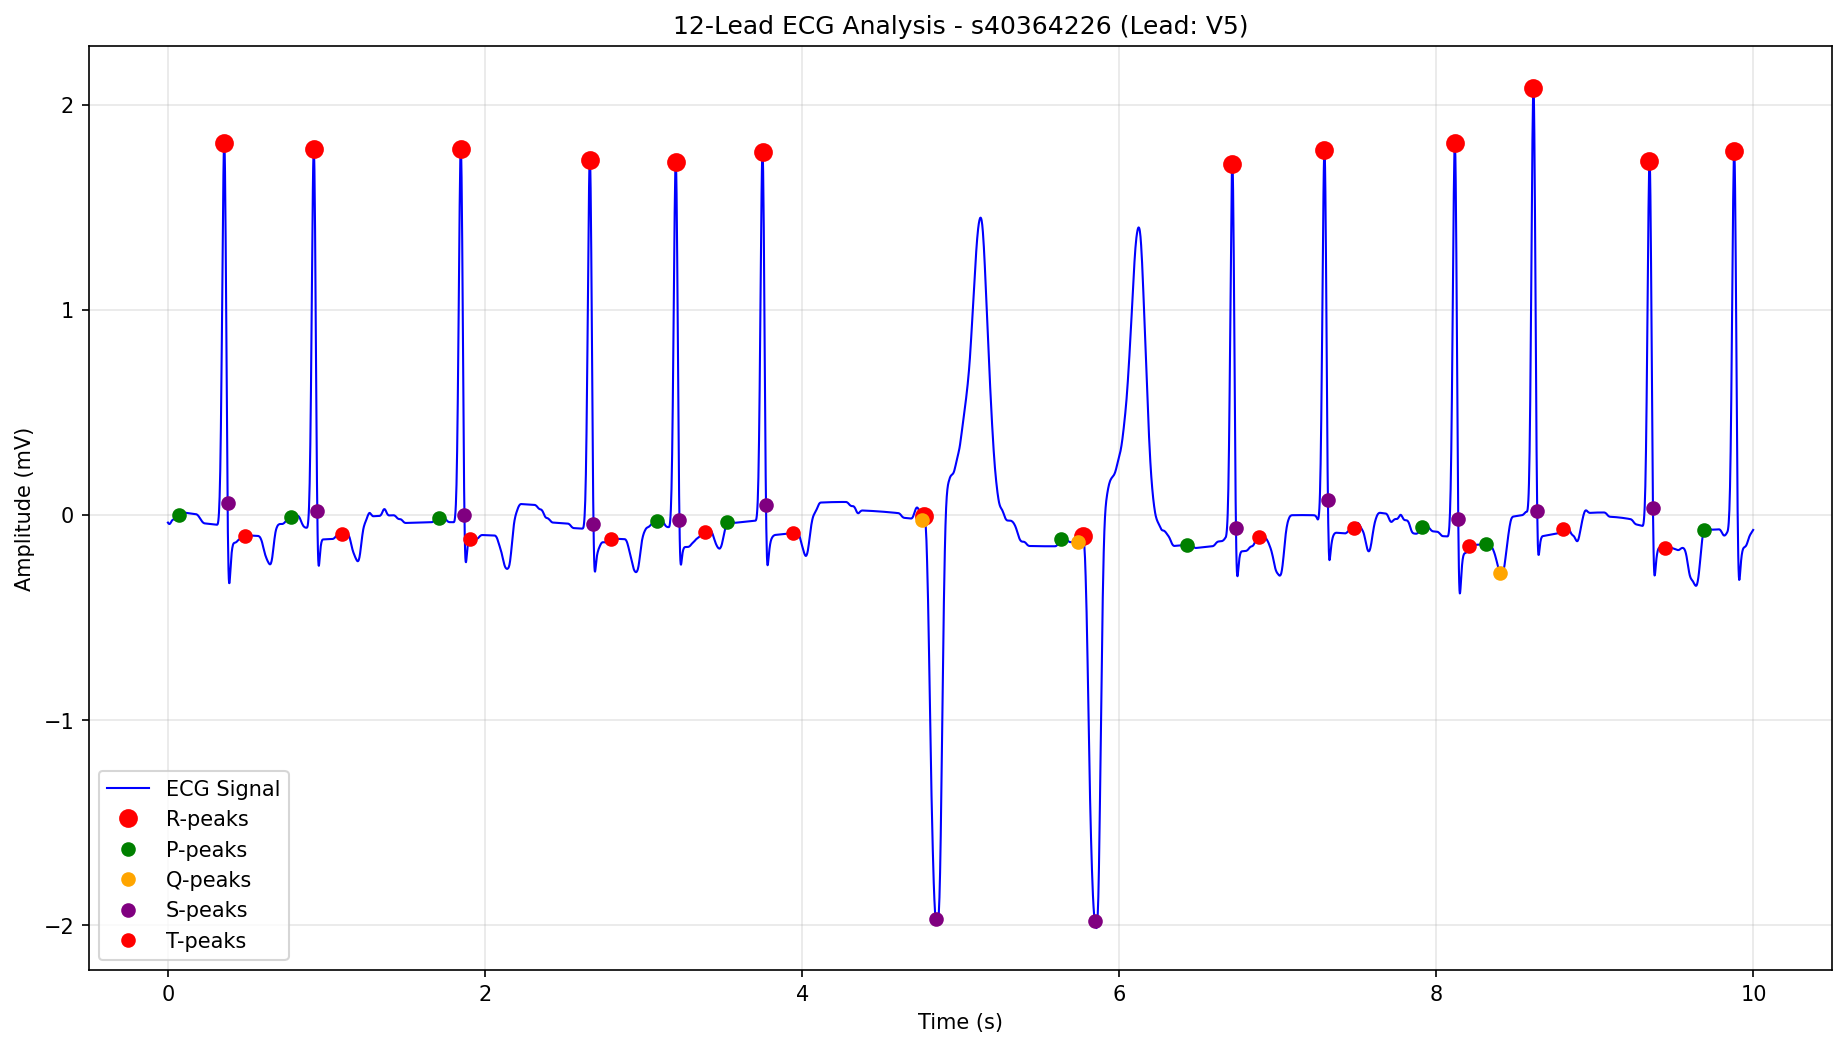 12-Lead ECG Analysis - s40364226 (Lead: V5)
Amplitude (mV)
2
1
0
−1
−2
ECG Signal
R-peaks
P-peaks
Q-peaks
S-peaks
T-peaks
0 2 4 6 8 10
Time (s)